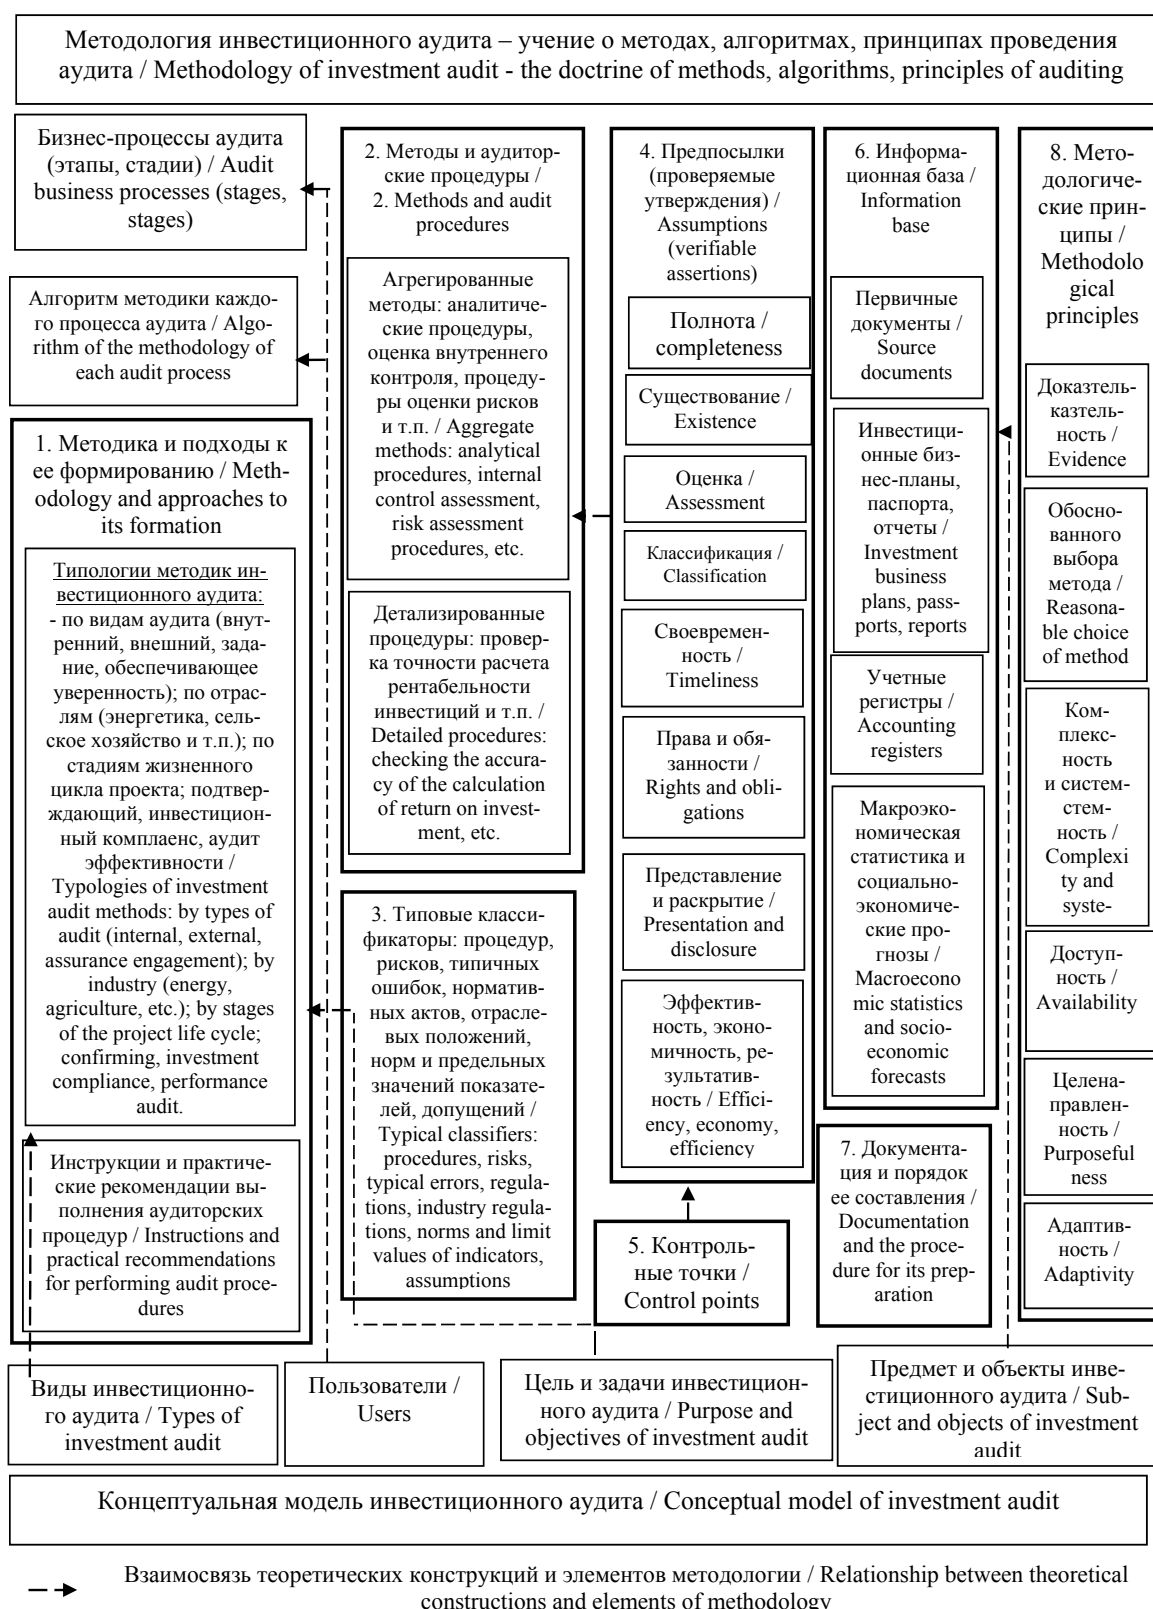 Методология инвестиционного аудита – учение о методах, алгоритмах, принципах проведения
аудита / Methodology of investment audit - the doctrine of methods, algorithms, principles of auditing
Бизнес-процессы аудита
(этапы, стадии) / Audit
business processes (stages,
stages)
Алгоритм методики каждо-
го процесса аудита / Algo-
rithm of the methodology of
each audit process
1. Методика и подходы к
ее формированию / Meth-
odology and approaches to
its formation
Типологии методик ин-
вестиционного аудита:
- по видам аудита (внут-
ренний, внешний, зада-
ние, обеспечивающее
уверенность); по отрас-
лям (энергетика, сель-
ское хозяйство и т.п.); по
стадиям жизненного
цикла проекта; подтвер-
ждающий, инвестицион-
ный комплаенс, аудит
эффективности /
Typologies of investment
audit methods: by types of
audit (internal, external,
assurance engagement); by
industry (energy,
agriculture, etc.); by stages
of the project life cycle;
confirming, investment
compliance, performance
audit.
Инструкции и практиче-
ские рекомендации вы-
полнения аудиторских
процедур / Instructions and
practical recommendations
for performing audit proce-
dures
2. Методы и аудитор-
ские процедуры /
2. Methods and audit
procedures
Агрегированные
методы: аналитиче-
ские процедуры,
оценка внутреннего
контроля, процеду-
ры оценки рисков
и т.п. / Aggregate
methods: analytical
procedures, internal
control assessment,
risk assessment
procedures, etc.
Детализированные
процедуры: провер-
ка точности расчета
рентабельности
инвестиций и т.п. /
Detailed procedures:
checking the accura-
cy of the calculation
of return on invest-
ment, etc.
3. Типовые класси-
фикаторы: процедур,
рисков, типичных
ошибок, норматив-
ных актов, отрасле-
вых положений,
норм и предельных
значений показате-
лей, допущений /
Typical classifiers:
procedures, risks,
typical errors, regula-
tions, industry regula-
tions, norms and limit
values of indicators,
assumptions
4. Предпосылки
(проверяемые
утверждения) /
Assumptions
(verifiable
assertions)
Полнота /
completeness
Существование /
Existence
Оценка /
Assessment
Классификация /
Classification
Своевремен-
ность /
Timeliness
Права и обя-
занности /
Rights and obli-
gations
Представление
и раскрытие /
Presentation and
disclosure
Эффектив-
ность, эконо-
мичность, ре-
зультатив-
ность / Effici-
ency, economy,
efficiency
5. Контроль-
ные точки /
Control points
6. Информа-
ционная база /
Information
base
Первичные
документы /
Source
documents
Инвестици-
онные биз-
нес-планы,
паспорта,
отчеты /
Investment
business
plans, pass-
ports, reports
Учетные
регистры /
Accounting
registers
Макроэко-
номическая
статистика и
социально-
экономиче-
ские про-
гнозы /
Macroecono
mic statistics
and socio-
economic
forecasts
7. Документа-
ция и порядок
ее составления /
Documentation
and the proce-
dure for its prep-
aration
8. Мето-
дологиче-
ские прин-
ципы /
Methodolo
gical
principles
Доказтель-
казтель-
ность /
Evidence
Обосно-
ванного
выбора
метода /
Reasona-
ble choice
of method
Ком-
плекс-
ность
и систем-
стем-
ность /
Complexi
ty and
syste-
Доступ-
ность /
Availability
Целена-
правлен-
ность /
Purposeful
ness
Адаптив-
ность /
Adaptivity
Виды инвестиционно-
го аудита / Types of
investment audit
Пользователи /
Users
Цель и задачи инвестицион-
ного аудита / Purpose and
objectives of investment audit
Предмет и объекты инве-
стиционного аудита / Sub-
ject and objects of investment
audit
Концептуальная модель инвестиционного аудита / Conceptual model of investment audit
Взаимосвязь теоретических конструкций и элементов методологии / Relationship between theoretical
constructions and elements of methodology